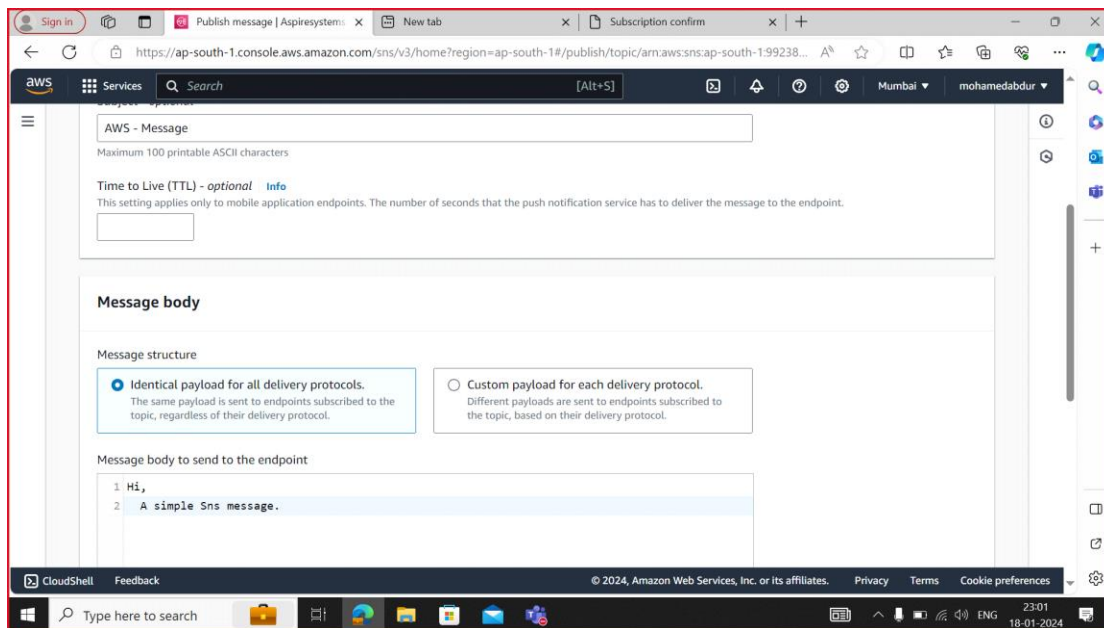 Sign in
Publish message | Aspiresystems
New tab
Subscription confirm
https://ap-south-1.console.aws.amazon.com/sns/v3/home?region=ap-south-1#/publish/topic/arn:aws:sns:ap-south-1:99238...
aws
Services
Search
[Alt+S]
Mumbai
mohamedabdur
Subject - optional
AWS - Message
Maximum 100 printable ASCII characters
Time to Live (TTL) - optional Info
This setting applies only to mobile application endpoints. The number of seconds that the push notification service has to deliver the message to the endpoint.
Message body
Message structure
Identical payload for all delivery protocols.
The same payload is sent to endpoints subscribed to the
topic, regardless of their delivery protocol.
Custom payload for each delivery protocol.
Different payloads are sent to endpoints subscribed to
the topic, based on their delivery protocol.
Message body to send to the endpoint
1 Hi,
2 A simple Sns message.
CloudShell
Feedback
© 2024, Amazon Web Services, Inc. or its affiliates.
Privacy
Terms
Cookie preferences
Type here to search
ENG
23:01
18-01-2024